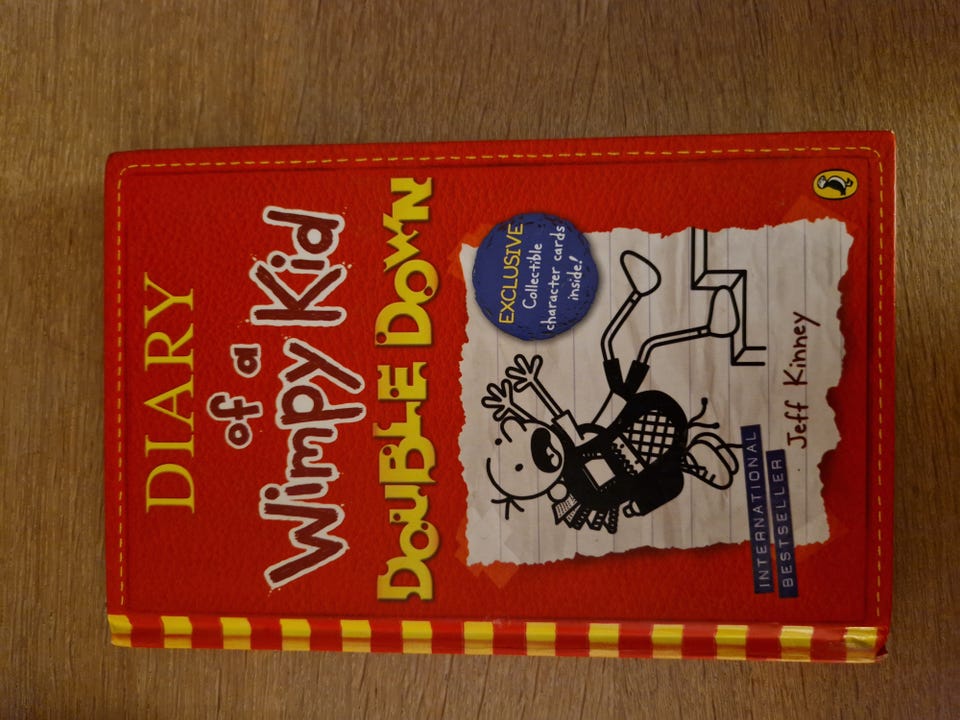 DIARY
of a
Wimpy Kid
DOUBLE DOWN
EXCLUSIVE
Collectible
character cards
inside!
Jeff Kinney
INTERNATIONAL
BESTSELLER